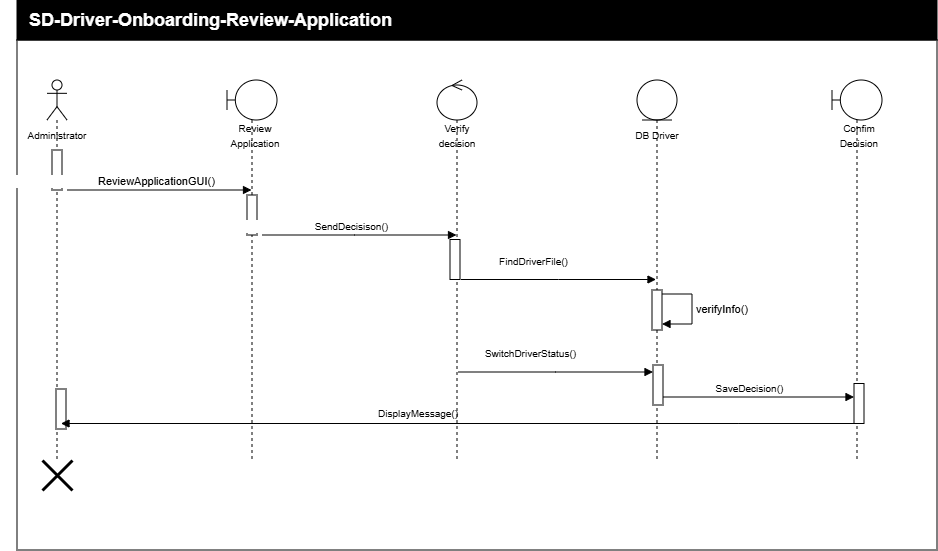 SD-Driver-Onboarding-Review-Application
Administrator
Review
Application
Verify
decision
DB Driver
Confim
Decision
ReviewApplicationGUI()
SendDecisison()
FindDriverFile()
verifyInfo()
SwitchDriverStatus()
SaveDecision()
DisplayMessage()